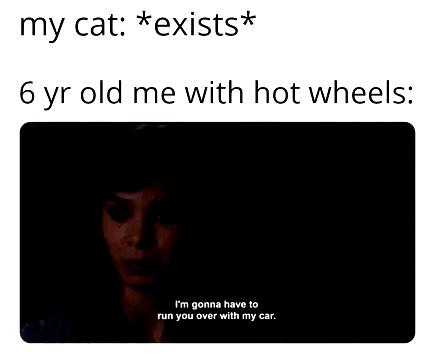 my cat: *exists*
6 yr old me with hot wheels:
I'm gonna have to
run you over with my car.